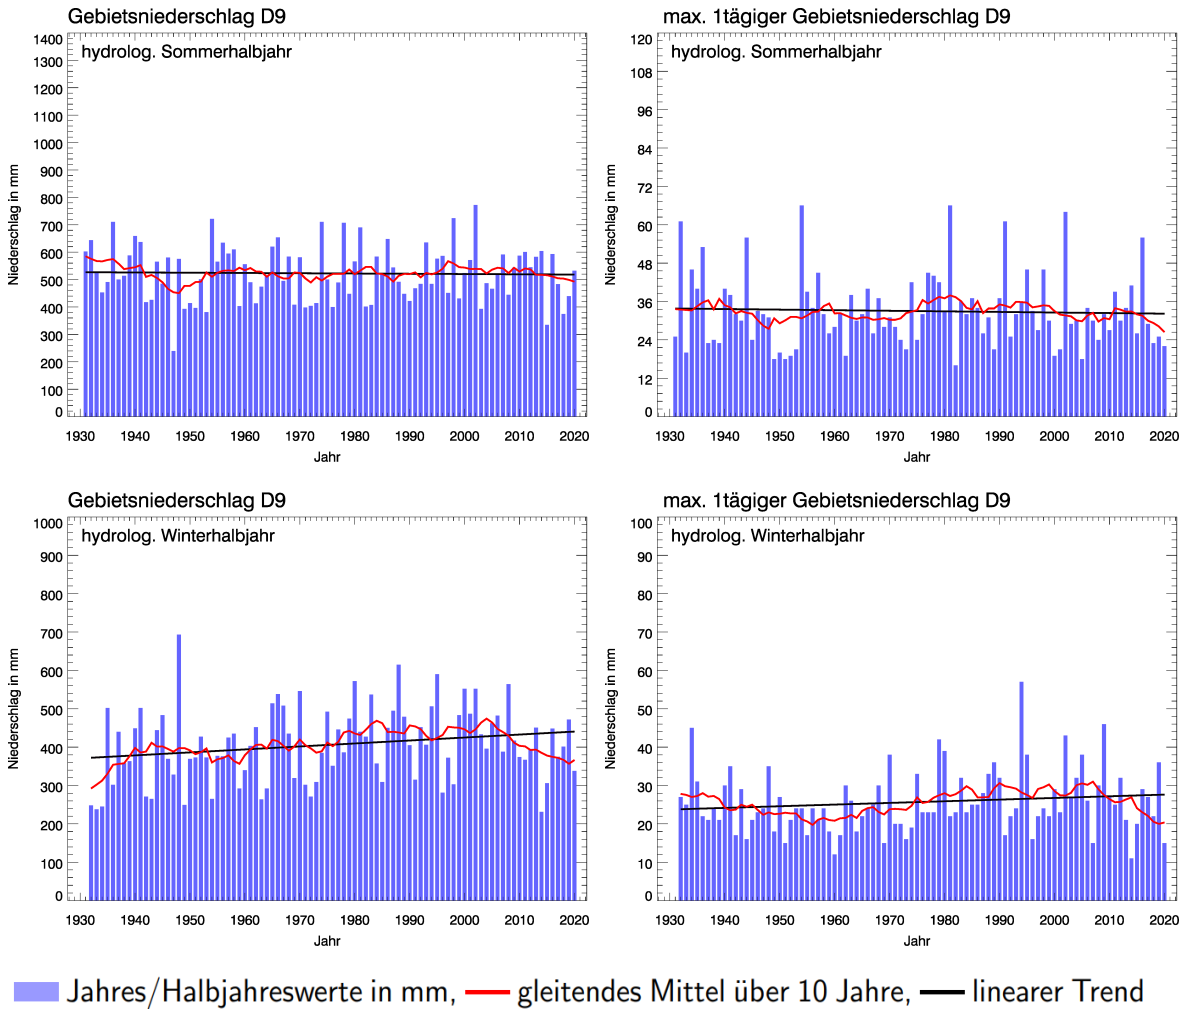 Gebietsniederschlag D9
hydrolog. Sommerhalbjahr
Niederschlag in mm
1400
1300
1200
1100
1000
900
800
700
600
500
400
300
200
100
0
1930 1940 1950 1960 1970 1980 1990 2000 2010 2020
Jahr
max. 1tägiger Gebietsniederschlag D9
hydrolog. Sommerhalbjahr
Niederschlag in mm
120
108
96
84
72
60
48
36
24
12
0
1930 1940 1950 1960 1970 1980 1990 2000 2010 2020
Jahr
Gebietsniederschlag D9
hydrolog. Winterhalbjahr
Niederschlag in mm
1000
900
800
700
600
500
400
300
200
100
0
1930 1940 1950 1960 1970 1980 1990 2000 2010 2020
Jahr
max. 1tägiger Gebietsniederschlag D9
hydrolog. Winterhalbjahr
Niederschlag in mm
100
90
80
70
60
50
40
30
20
10
0
1930 1940 1950 1960 1970 1980 1990 2000 2010 2020
Jahr
Jahres/Halbjahreswerte in mm, gleitendes Mittel über 10 Jahre, linearer Trend